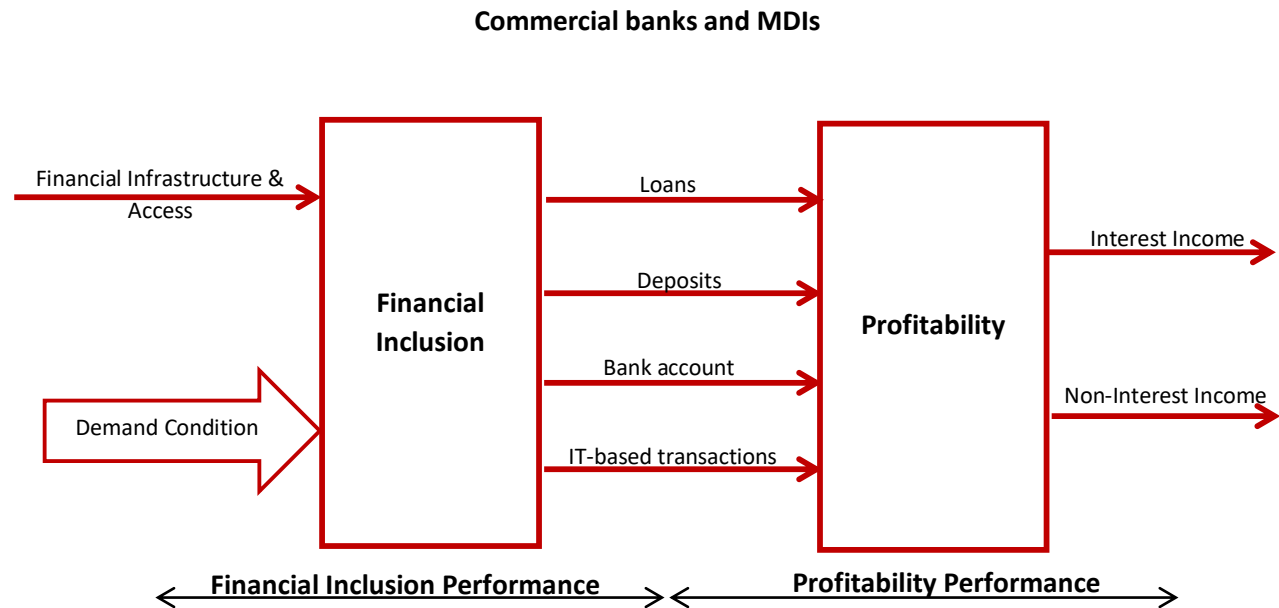 Commercial banks and MDIs
Financial Infrastructure &
Access
Demand Condition
Financial
Inclusion
Loans
Deposits
Bank account
IT-based transactions
Profitability
Interest Income
Non-Interest Income
Financial Inclusion Performance
Profitability Performance